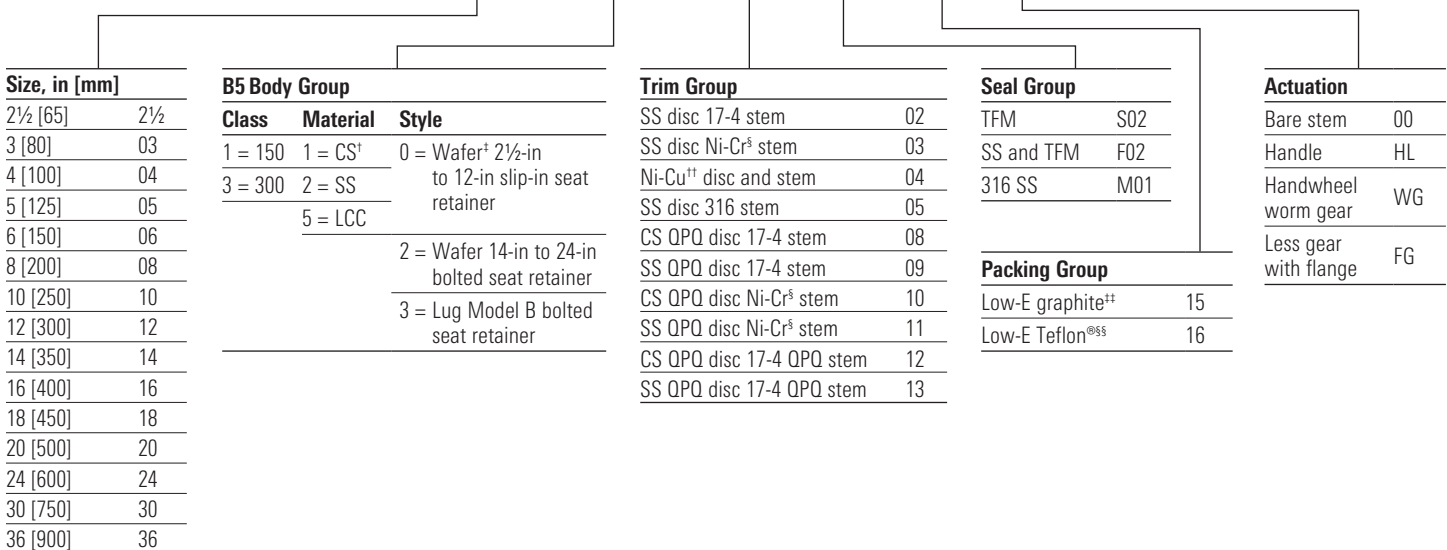 Size, in [mm]
2½ [65] 2½
3 [80] 03
4 [100] 04
5 [125] 05
6 [150] 06
8 [200] 08
10 [250] 10
12 [300] 12
14 [350] 14
16 [400] 16
18 [450] 18
20 [500] 20
24 [600] 24
30 [750] 30
36 [900] 36
B5 Body Group
Class Material Style
1 = 150 1 = CS† 0 = Wafer‡ 2½-in
to 12-in slip-in seat
retainer
3 = 300 2 = SS
5 = LCC
2 = Wafer 14-in to 24-in
bolted seat retainer
3 = Lug Model B bolted
seat retainer
Trim Group
SS disc 17-4 stem 02
SS disc Ni-Cr§ stem 03
Ni-Cu†† disc and stem 04
SS disc 316 stem 05
CS QPQ disc 17-4 stem 08
SS QPQ disc 17-4 stem 09
CS QPQ disc Ni-Cr§ stem 10
SS QPQ disc Ni-Cr§ stem 11
CS QPQ disc 17-4 QPQ stem 12
SS QPQ disc 17-4 QPQ stem 13
Seal Group
TFM S02
SS and TFM F02
316 SS M01
Packing Group
Low-E graphite‡‡ 15
Low-E Teflon®§§ 16
Actuation
Bare stem 00
Handle HL
Handwheel
worm gear WG
Less gear
with flange FG